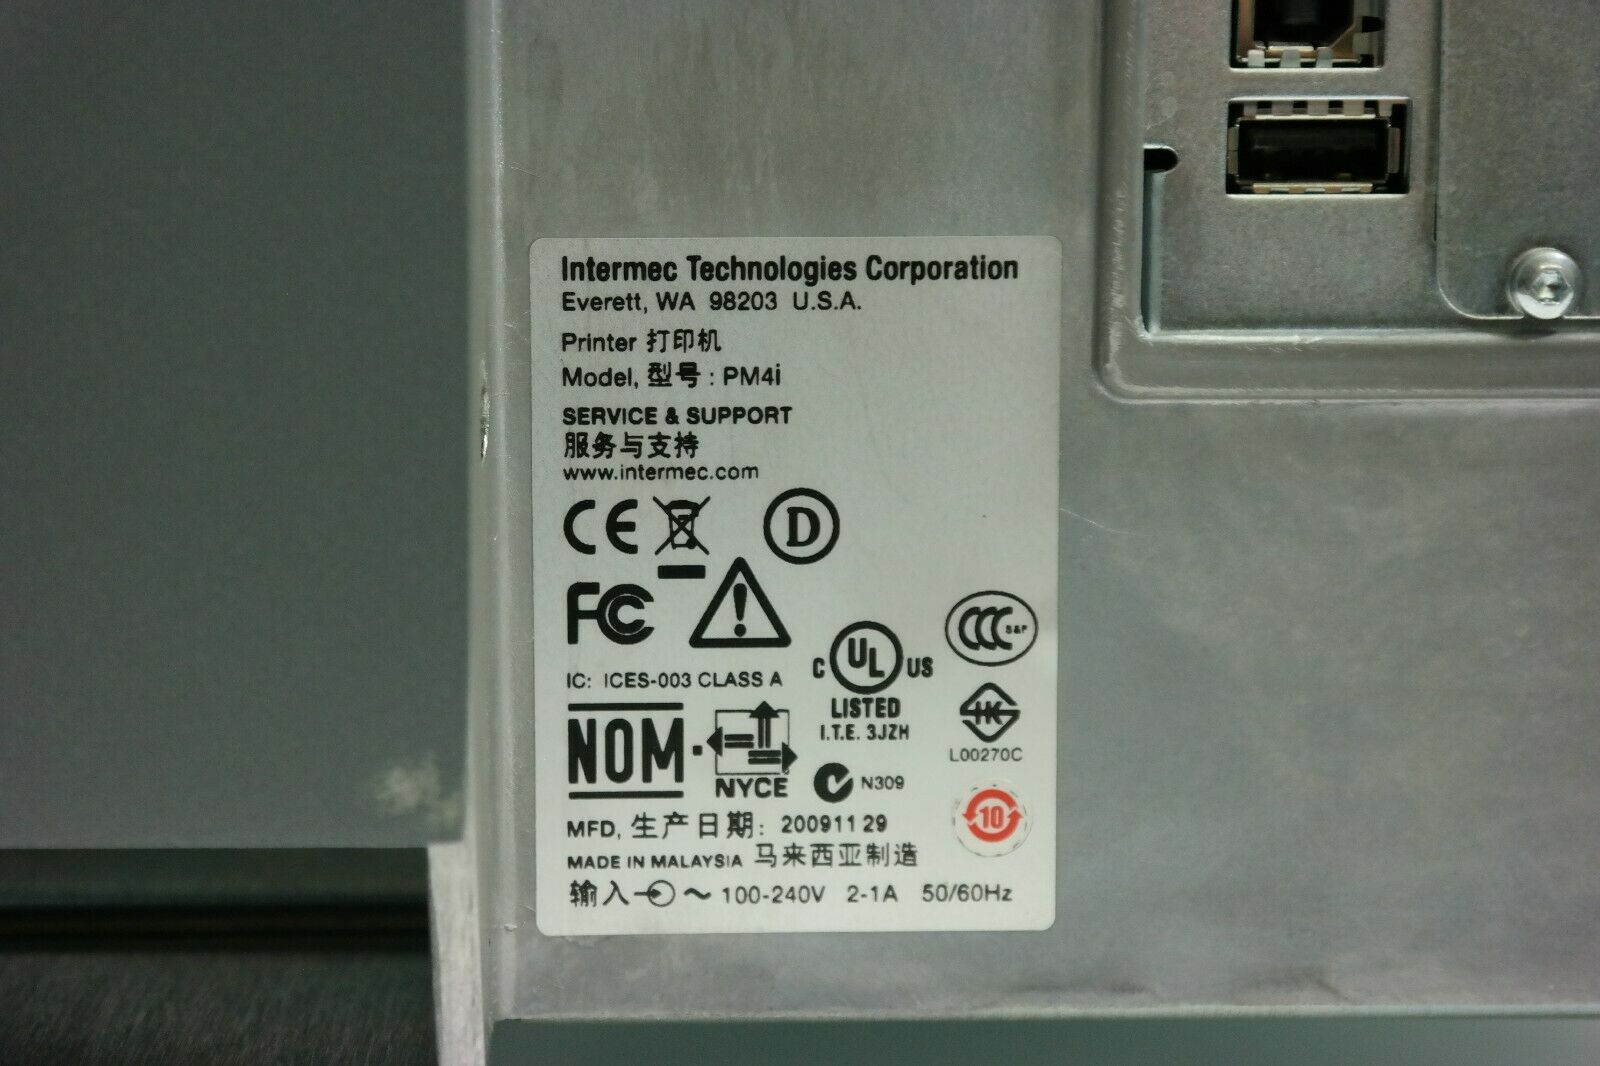 Intermec Technologies Corporation
Everett, WA 98203 U.S.A.
Printer 打印机
Model, 型号 : PM4i
SERVICE & SUPPORT
服务与支持
www.intermec.com
CE
D
FC
CCC S&F
C UL US
LISTED
I.T.E. 3JZH
IC: ICES-003 CLASS A
L00270C
NOM
NYCE
N309
10
MFD, 生产日期: 20091129
MADE IN MALAYSIA 马来西亚制造
输入 ~ 100-240V 2-1A 50/60Hz